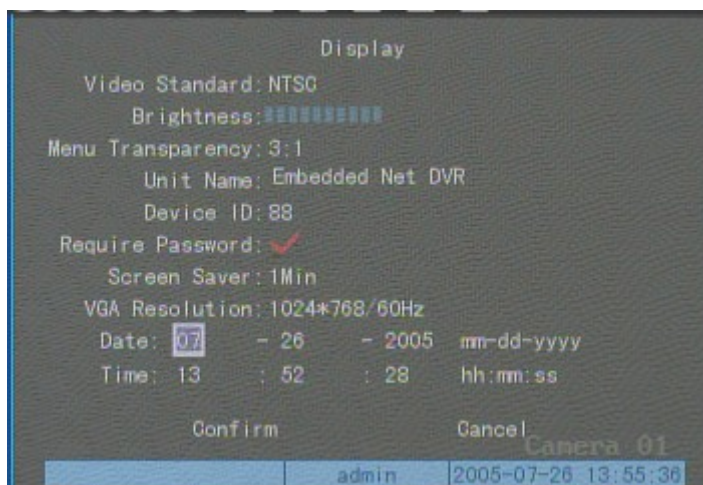 Display
Video Standard: NTSC
Brightness:
Menu Transparency: 3:1
Unit Name: Embedded Net DVR
Device ID: 88
Require Password: ✓
Screen Saver: 1Min
VGA Resolution: 1024*768/60Hz
Date: 07 - 26 - 2005 mm-dd-yyyy
Time: 13 : 52 : 28 hh:mm:ss
Confirm Cancel
Camera 01
admin 2005-07-26 13:55:36